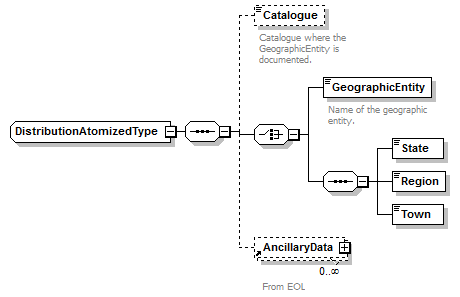 Catalogue
Catalogue where the
GeographicEntity is
documented.
GeographicEntity
Name of the geographic
entity.
DistributionAtomizedType
State
Region
Town
AncillaryData
0..∞
From EOL